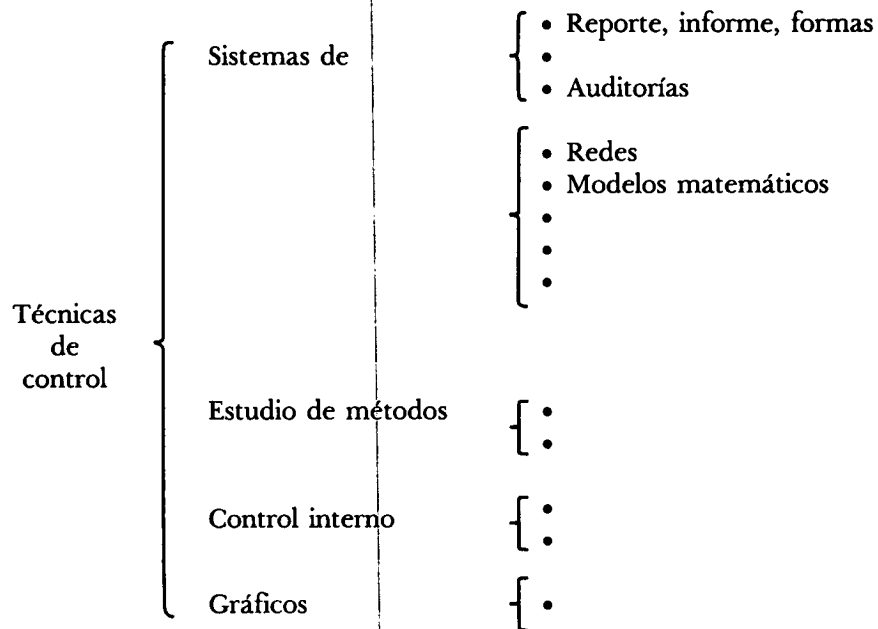 Técnicas
de
control
Sistemas de
• Reporte, informe, formas
•
• Auditorías
• Redes
• Modelos matemáticos
•
•
•
Estudio de métodos
•
•
Control interno
•
•
Gráficos
•